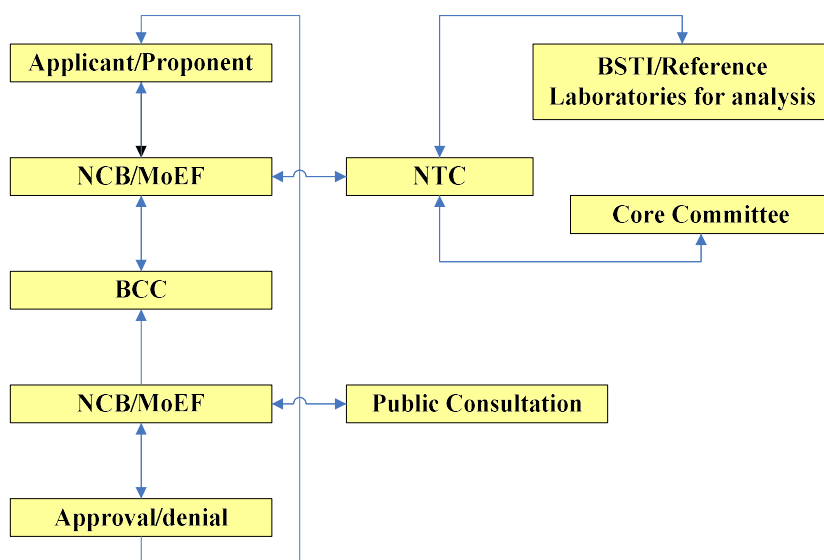 Applicant/Proponent
BSTI/Reference
Laboratories for analysis
NCB/MoEF
NTC
Core Committee
BCC
NCB/MoEF
Public Consultation
Approval/denial